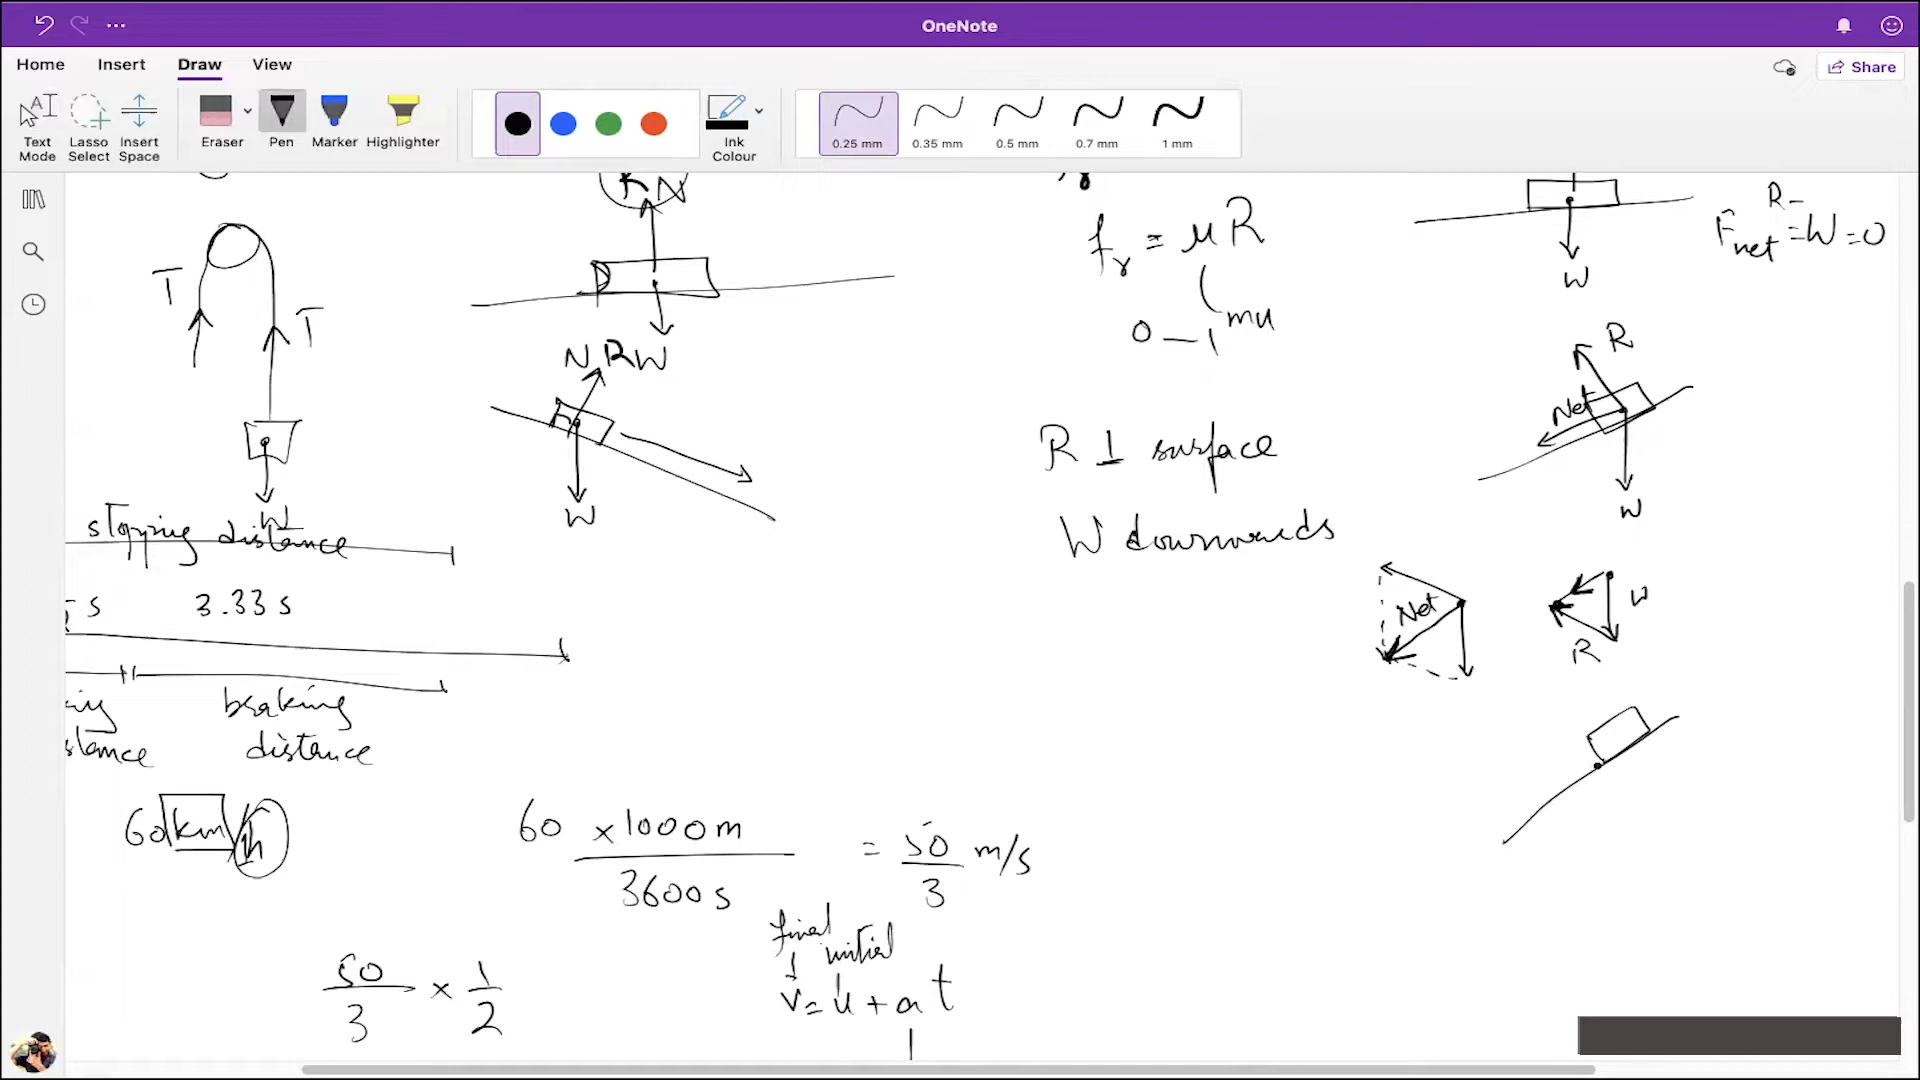 OneNote
Home Insert Draw View
Share
Text Mode
Lasso Select
Insert Space
Eraser
Pen
Marker
Highlighter
Ink Colour
0.25 mm
0.35 mm
0.5 mm
0.7 mm
1 mm
T
T
W
R N
W
N R
W
fr = μR
mu
0 – 1
R ⊥ surface
W downwards
W
R –
Fnet = W = 0
R
Net
W
Net
W
R
stopping distance
s 3.33 s
braking
distance
60 km/h
60 × 1000 m
3600 s
= 50
3
m/s
final
initial
v = u + at
50
3
× 1
2